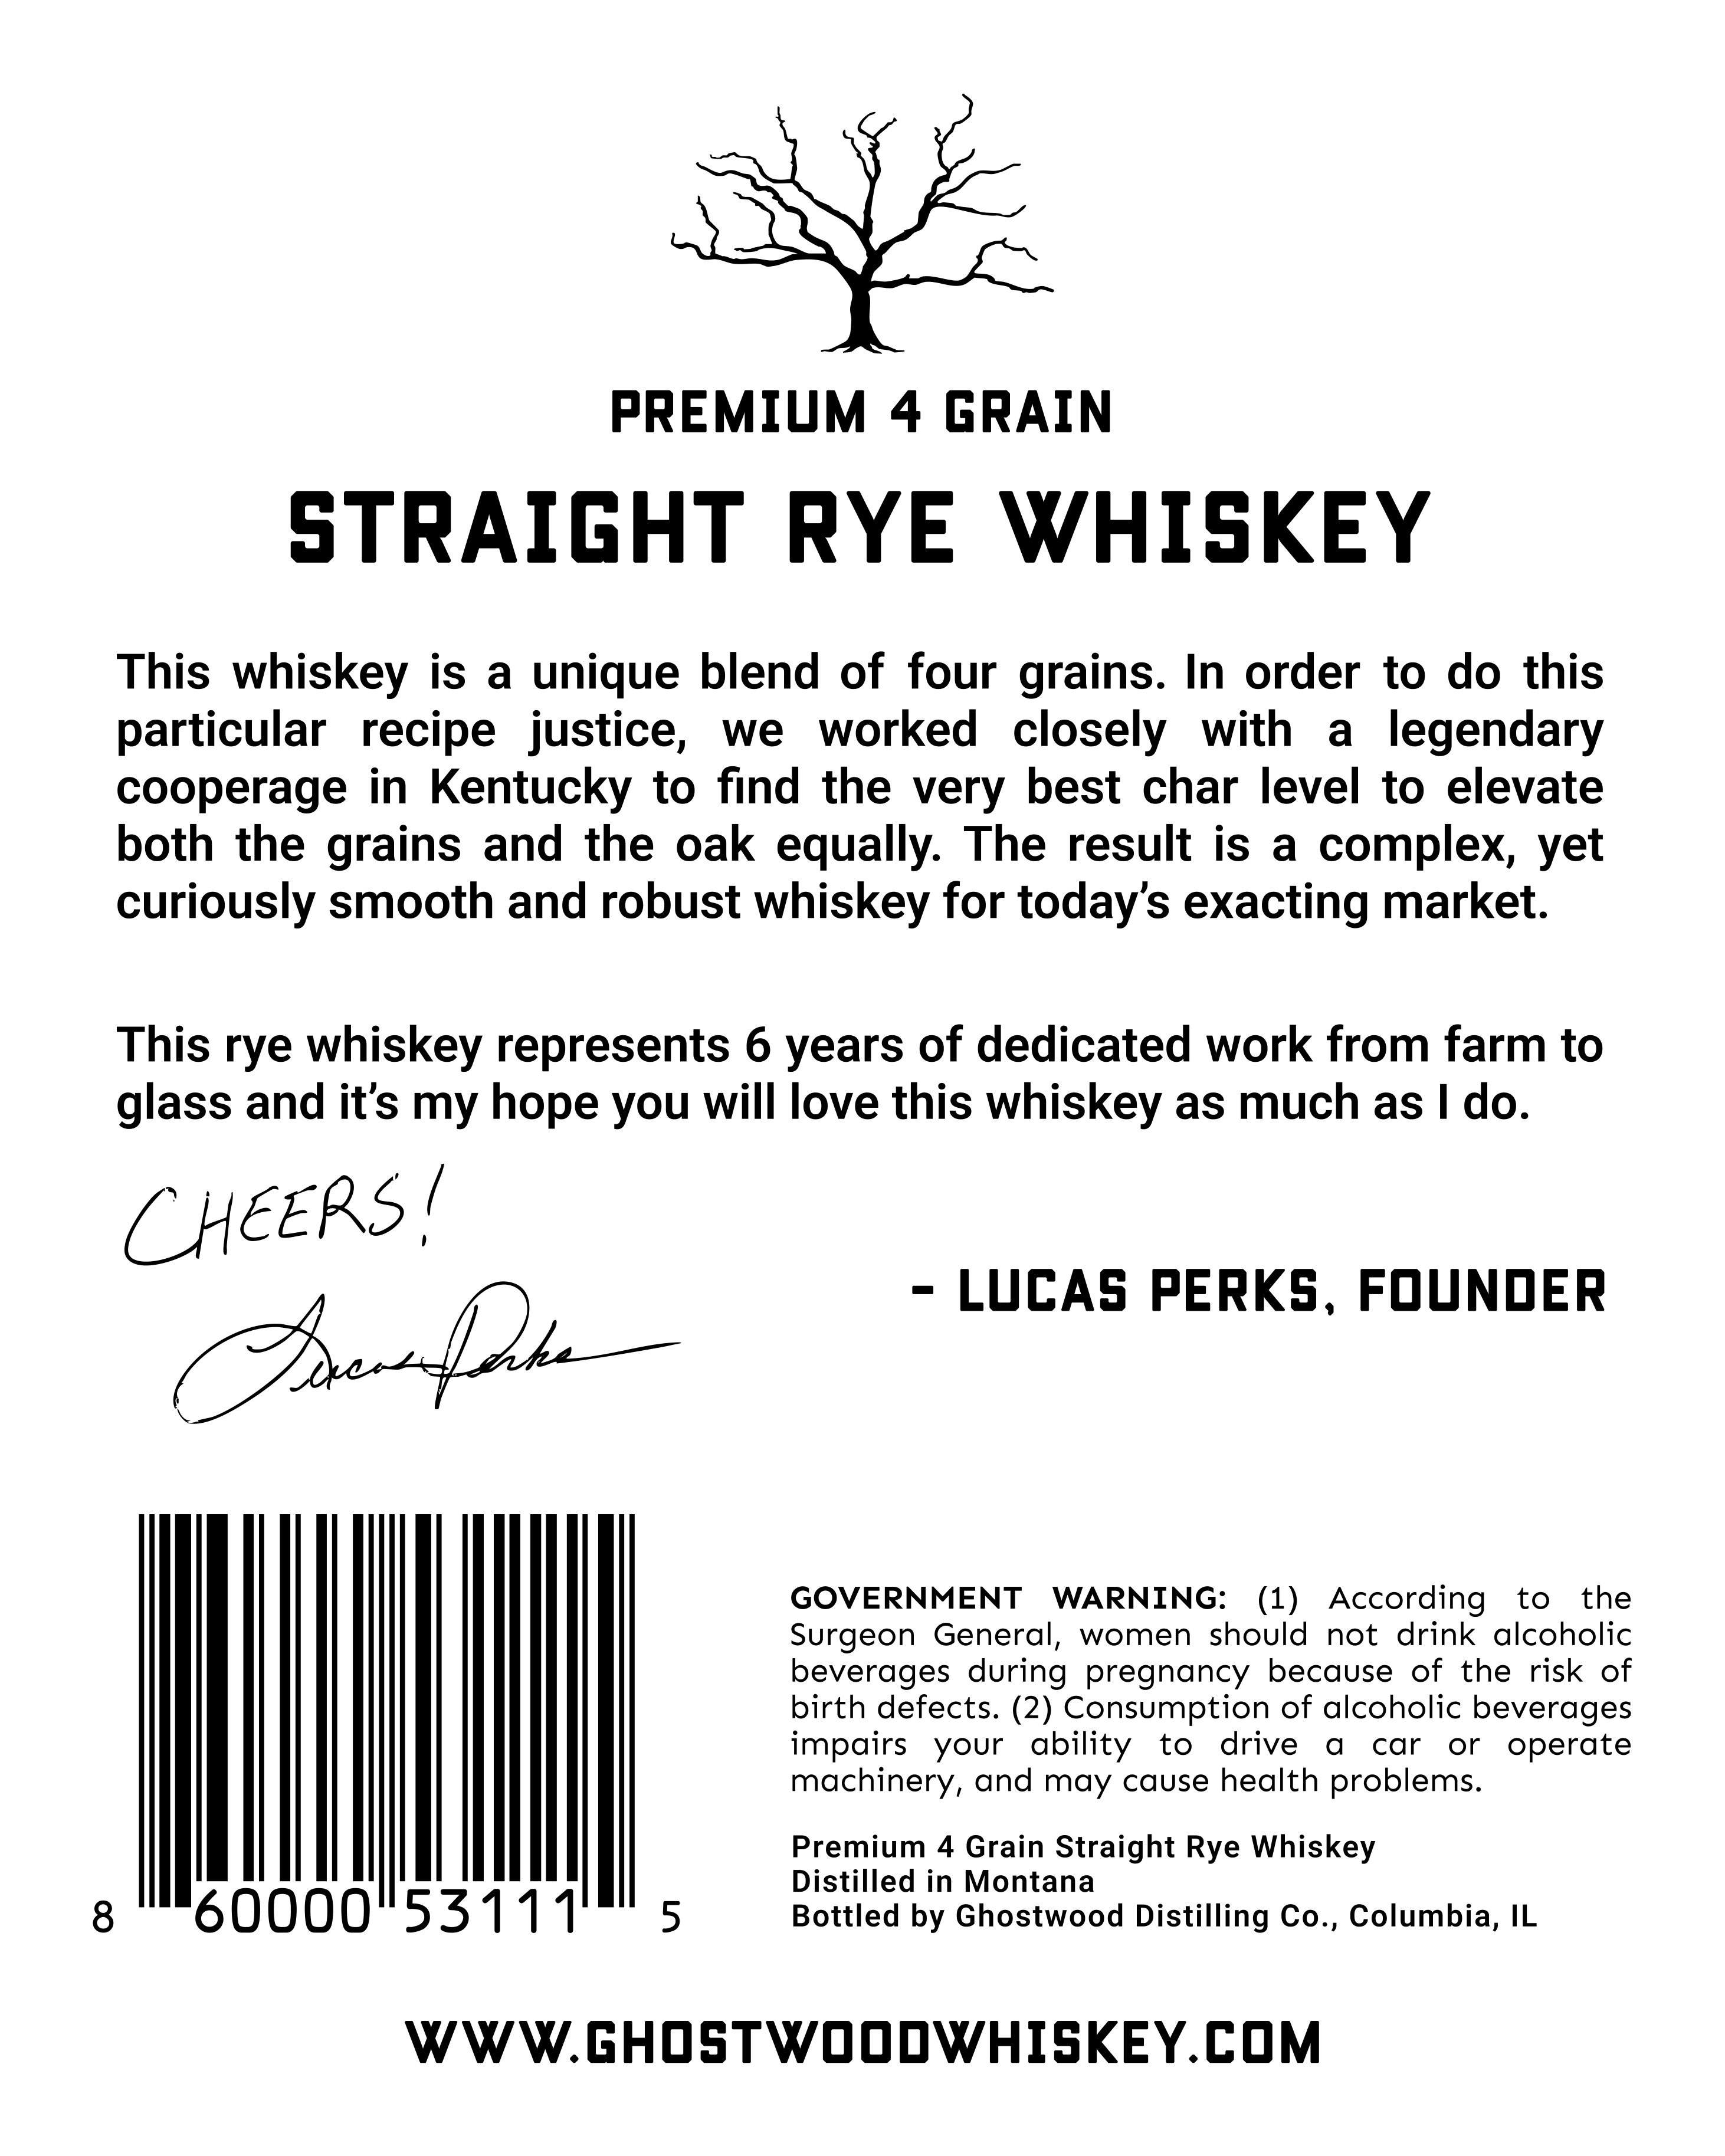 PREMIUM 4 GRAIN
STRAIGHT RYE WHISKEY
This whiskey is a unique blend of four grains. In order to do this
particular recipe justice, we worked closely with a legendary
cooperage in Kentucky to find the very best char level to elevate
both the grains and the oak equally. The result is a complex, yet
curiously smooth and robust whiskey for today’s exacting market.
This rye whiskey represents 6 years of dedicated work from farm to
glass and it’s my hope you will love this whiskey as much as I do.
CHEERS!
Lucas Perks
- LUCAS PERKS, FOUNDER
GOVERNMENT WARNING: (1) According to the
Surgeon General, women should not drink alcoholic
beverages during pregnancy because of the risk of
birth defects. (2) Consumption of alcoholic beverages
impairs your ability to drive a car or operate
machinery, and may cause health problems.
Premium 4 Grain Straight Rye Whiskey
Distilled in Montana
Bottled by Ghostwood Distilling Co., Columbia, IL
8 60000 53111 5
WWW.GHOSTWOODWHISKEY.COM